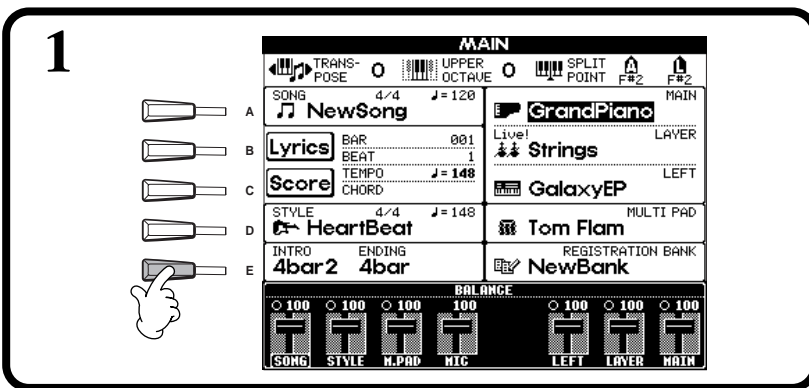 1
MAIN
TRANS-
POSE 0
UPPER
OCTAVE 0
SPLIT
POINT
A
F#2
L
F#2
SONG 4/4 ♩=120
NewSong
Lyrics
BAR 001
BEAT 1
Score
TEMPO ♩=148
CHORD
STYLE 4/4 ♩=148
HeartBeat
INTRO ENDING
4bar2 4bar
MAIN
GrandPiano
Live! LAYER
Strings
LEFT
GalaxyEP
MULTI PAD
Tom Flam
REGISTRATION BANK
NewBank
A
B
C
D
E
BALANCE
100 100 100 100 100 100 100
SONG STYLE M.PAD MIC LEFT LAYER MAIN